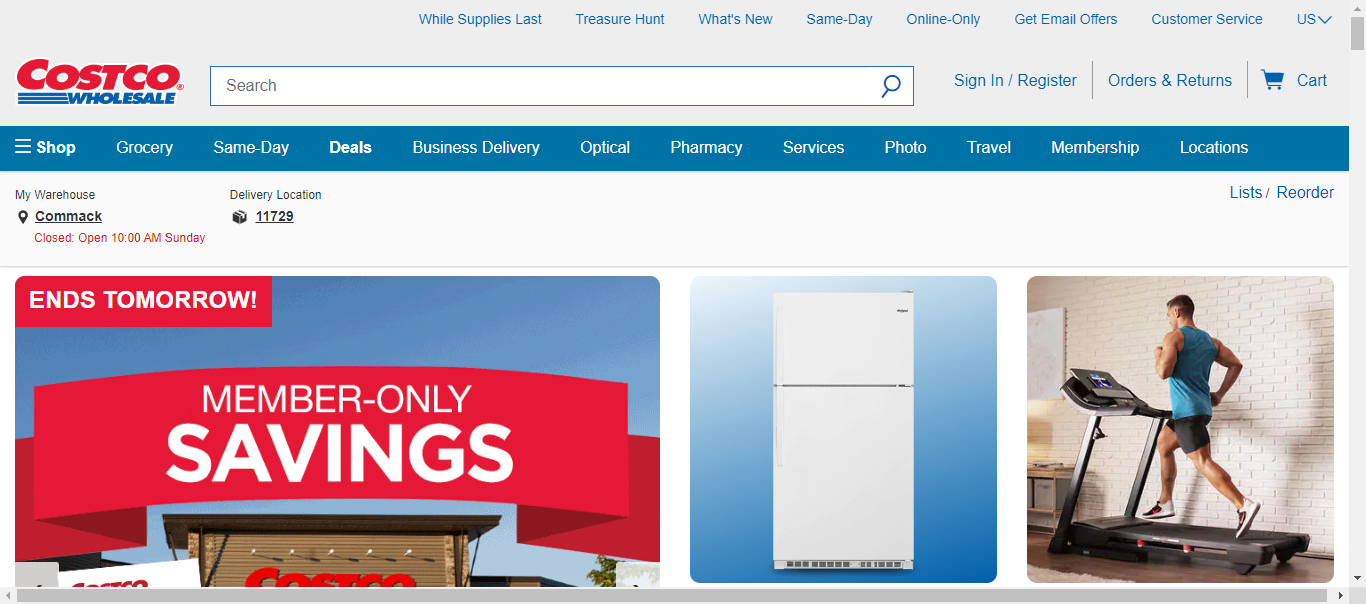 While Supplies Last Treasure Hunt What's New Same-Day Online-Only Get Email Offers Customer Service US
COSTCO WHOLESALE
Search
Sign In / Register Orders & Returns Cart
Shop Grocery Same-Day Deals Business Delivery Optical Pharmacy Services Photo Travel Membership Locations
My Warehouse Delivery Location
Commack 11729
Closed: Open 10:00 AM Sunday
Lists / Reorder
ENDS TOMORROW!
MEMBER-ONLY
SAVINGS
COSTCO
COSTCO
Whirlpool